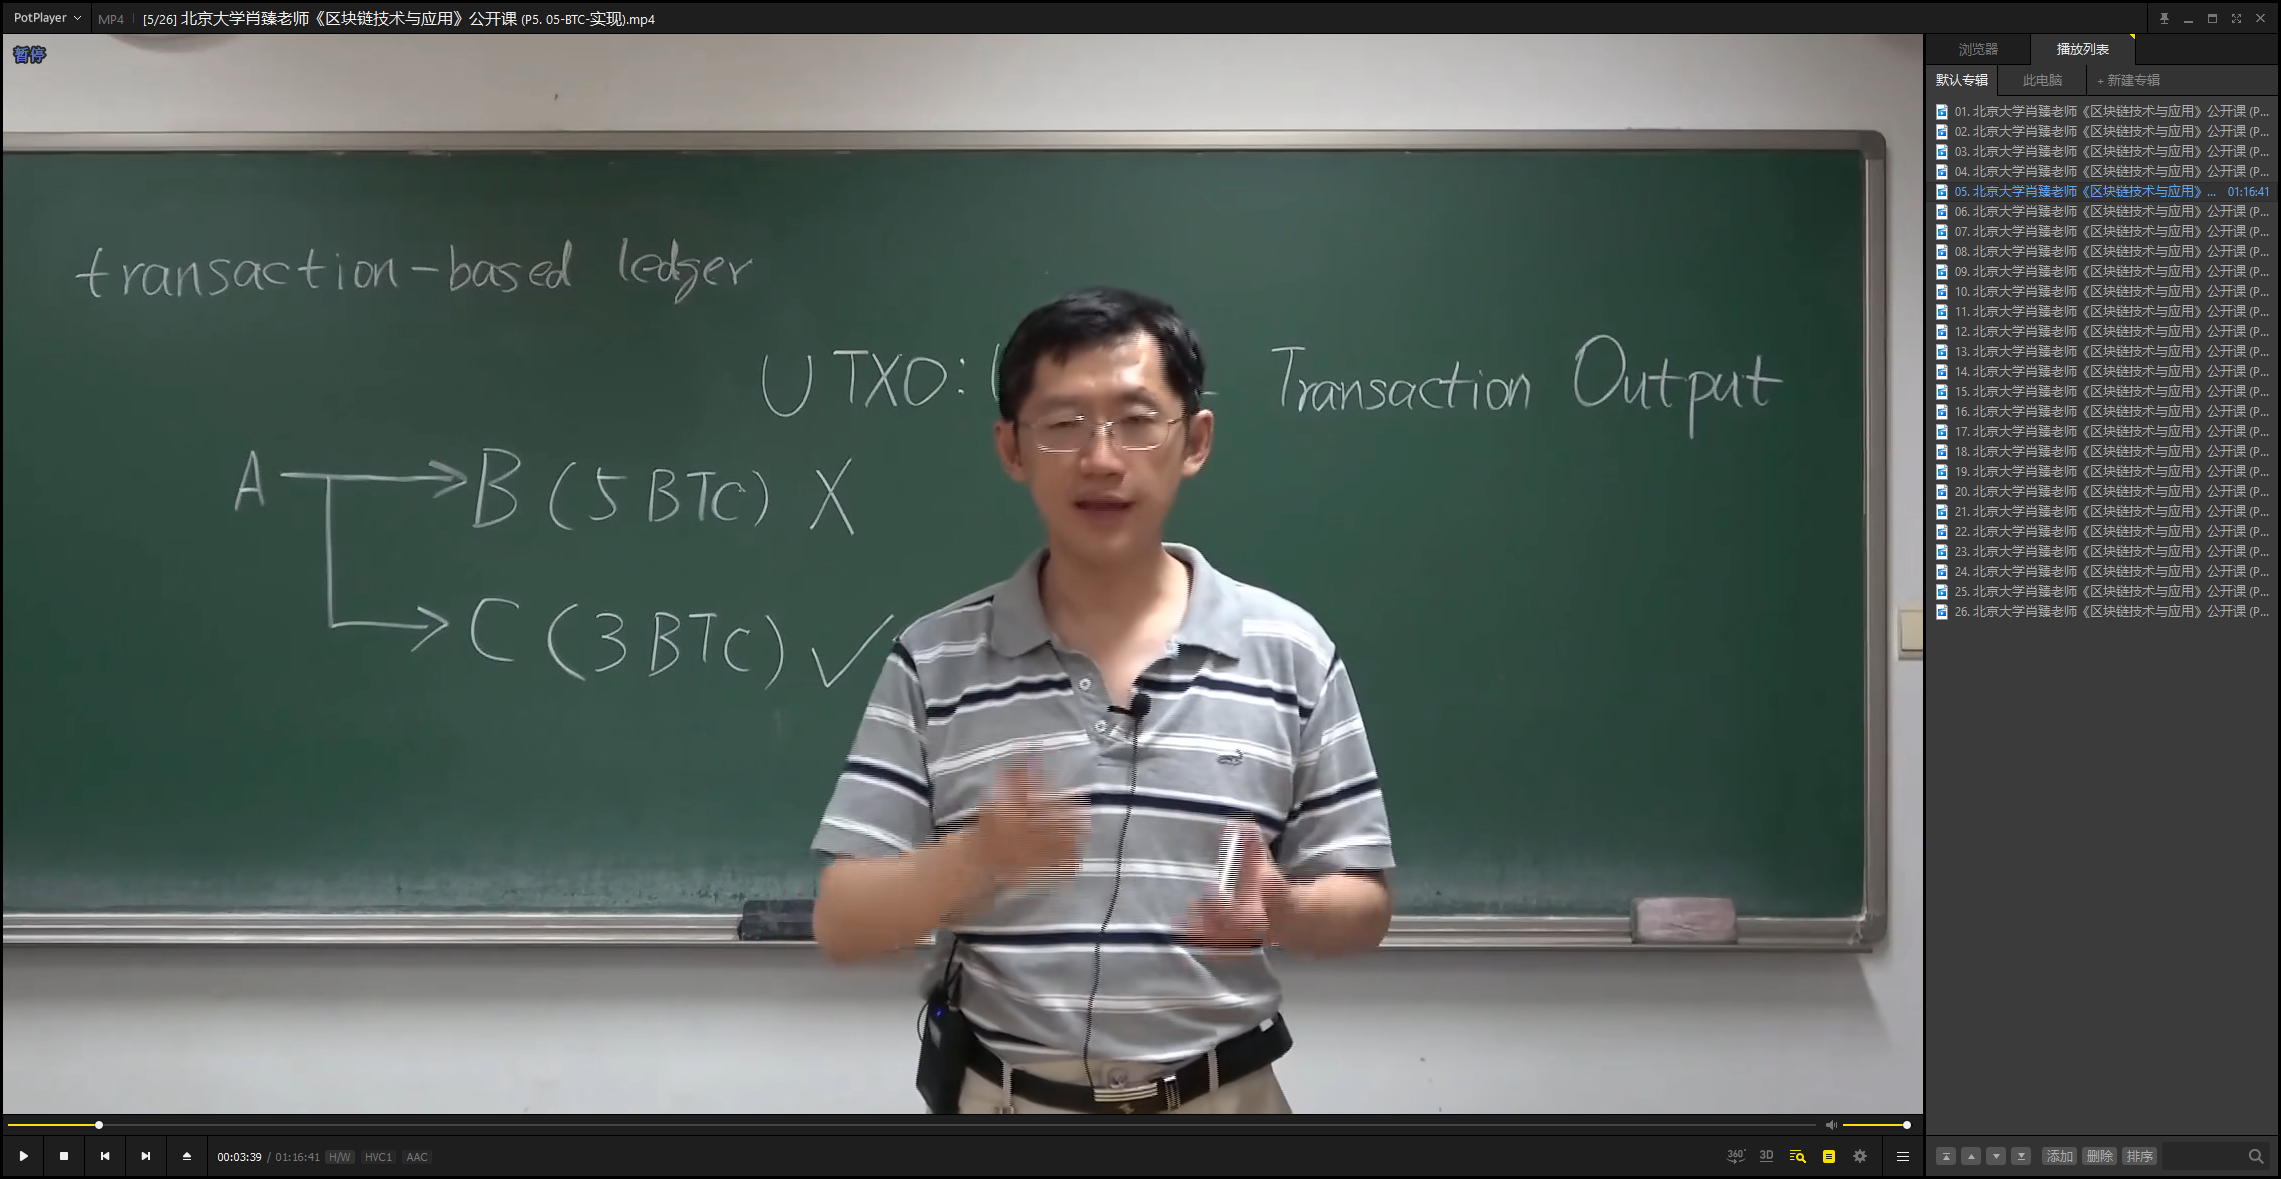 PotPlayer
MP4
[5/26] 北京大学肖臻老师《区块链技术与应用》公开课 (P5. 05-BTC-实现).mp4
暂停
transaction-based ledger
UTXO:
Transaction Output
A
B (5 BTC) X
C (3 BTC) ✓
00:03:39 / 01:16:41 H/W HVC1 AAC
360°
3D
浏览器
播放列表
默认专辑
此电脑
+ 新建专辑
01. 北京大学肖臻老师《区块链技术与应用》公开课 (P...
02. 北京大学肖臻老师《区块链技术与应用》公开课 (P...
03. 北京大学肖臻老师《区块链技术与应用》公开课 (P...
04. 北京大学肖臻老师《区块链技术与应用》公开课 (P...
05. 北京大学肖臻老师《区块链技术与应用》... 01:16:41
06. 北京大学肖臻老师《区块链技术与应用》公开课 (P...
07. 北京大学肖臻老师《区块链技术与应用》公开课 (P...
08. 北京大学肖臻老师《区块链技术与应用》公开课 (P...
09. 北京大学肖臻老师《区块链技术与应用》公开课 (P...
10. 北京大学肖臻老师《区块链技术与应用》公开课 (P...
11. 北京大学肖臻老师《区块链技术与应用》公开课 (P...
12. 北京大学肖臻老师《区块链技术与应用》公开课 (P...
13. 北京大学肖臻老师《区块链技术与应用》公开课 (P...
14. 北京大学肖臻老师《区块链技术与应用》公开课 (P...
15. 北京大学肖臻老师《区块链技术与应用》公开课 (P...
16. 北京大学肖臻老师《区块链技术与应用》公开课 (P...
17. 北京大学肖臻老师《区块链技术与应用》公开课 (P...
18. 北京大学肖臻老师《区块链技术与应用》公开课 (P...
19. 北京大学肖臻老师《区块链技术与应用》公开课 (P...
20. 北京大学肖臻老师《区块链技术与应用》公开课 (P...
21. 北京大学肖臻老师《区块链技术与应用》公开课 (P...
22. 北京大学肖臻老师《区块链技术与应用》公开课 (P...
23. 北京大学肖臻老师《区块链技术与应用》公开课 (P...
24. 北京大学肖臻老师《区块链技术与应用》公开课 (P...
25. 北京大学肖臻老师《区块链技术与应用》公开课 (P...
26. 北京大学肖臻老师《区块链技术与应用》公开课 (P...
添加
删除
排序